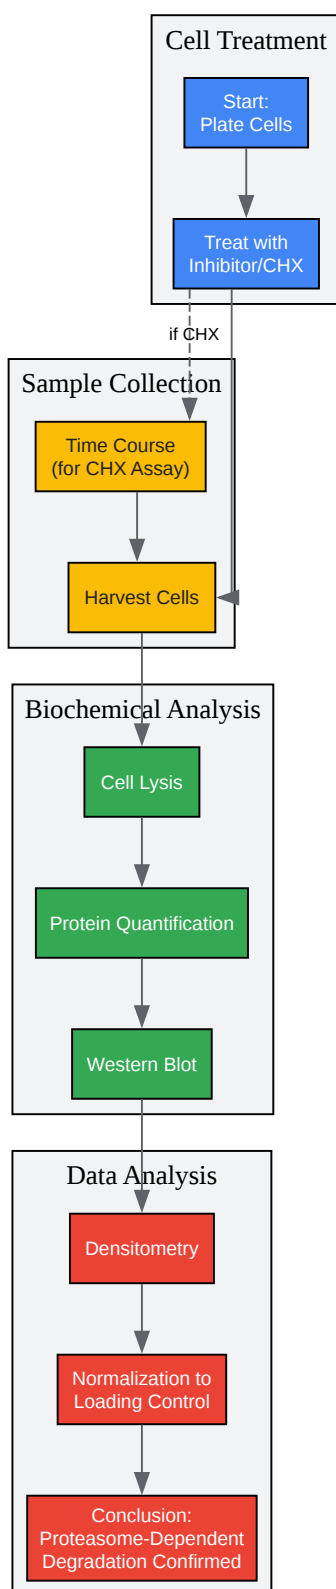 Cell Treatment
Start:
Plate Cells
Treat with
Inhibitor/CHX
if CHX
Sample Collection
Time Course
(for CHX Assay)
Harvest Cells
Biochemical Analysis
Cell Lysis
Protein Quantification
Western Blot
Data Analysis
Densitometry
Normalization to
Loading Control
Conclusion:
Proteasome-Dependent
Degradation Confirmed